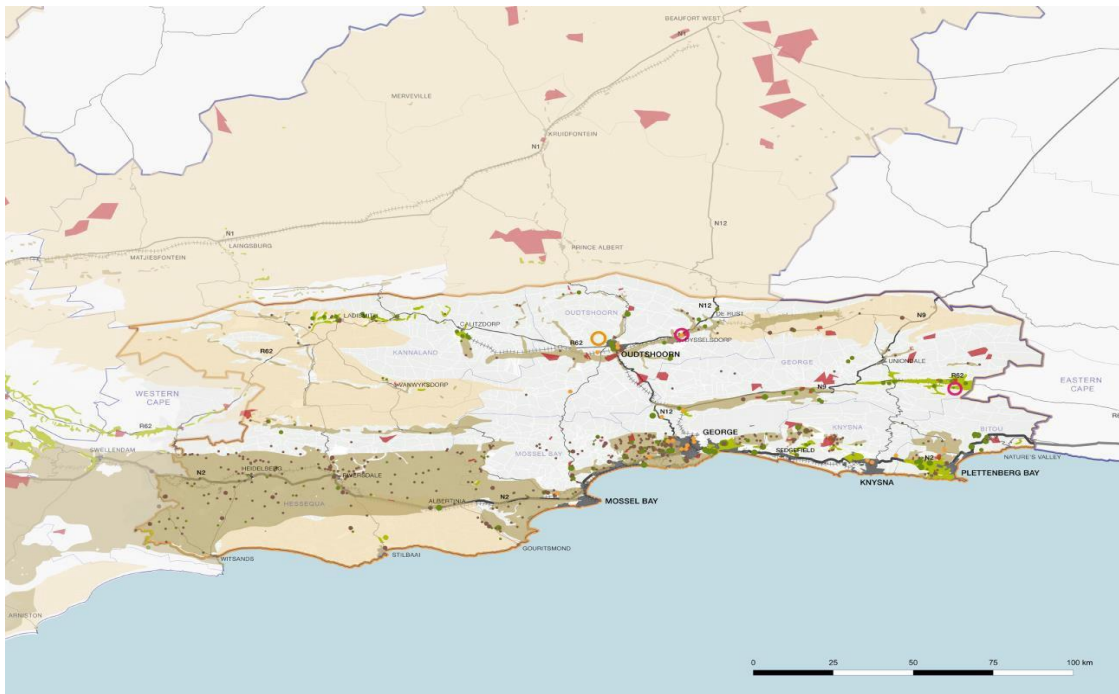 BEAUFORT WEST
N1
MERVEVILLE
KRUIDFONTEIN
N1
N12
N1
LAINGSBURG
PRINCE ALBERT
MATJIESFONTEIN
N12
OUDTSHOORN
DE RUST
LADISMITH
N9
CALITZDORP
DYSSELSDORP
R62
R62
KANNALAND
OUDTSHOORN
GEORGE
UNIONDALE
VANWYKSDORP
R62
WESTERN
CAPE
N9
EASTERN
CAPE
N12
R62
GEORGE
KNYSNA
BITOU
SWELLENDAM
MOSSEL BAY
SEDGEFIELD
NATURE'S VALLEY
N2
HEIDELBERG
N2
RIVERSDALE
PLETTENBERG BAY
KNYSNA
N2
ALBERTINIA
MOSSEL BAY
HESSEQUA
GOURITSMOND
STILBAAI
WITSANDS
ARNISTON
0 25 50 75 100 km